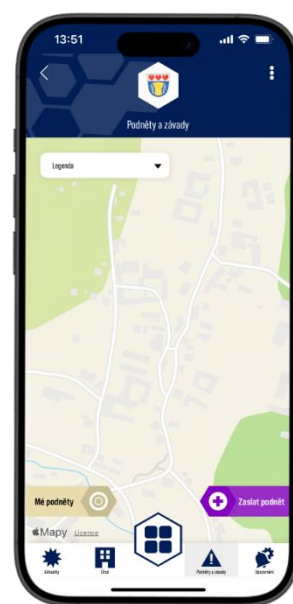 13:51
Podněty a závady
Legenda
Mé podněty
Zaslat podnět
Mapy Licence
Aktuality
Úřad
Podněty a závady
Upozornění